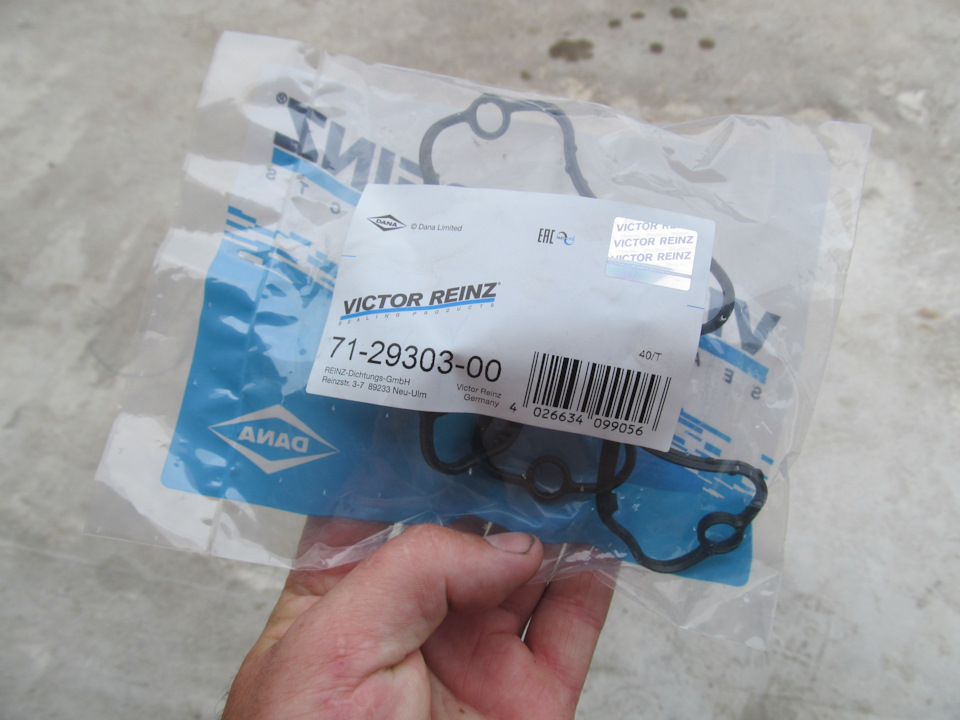 DANA
© Dana Limited
EAC
VICTOR RE
VICTOR REINZ
VICTOR REINZ
VICTOR REINZ®
SEALING PRODUCTS
71-29303-00
40/T
REINZ-Dichtungs-GmbH
Reinzstr. 3-7 89233 Neu-Ulm
Victor Reinz
Germany
4 026634 099056
REINZ®
DANA